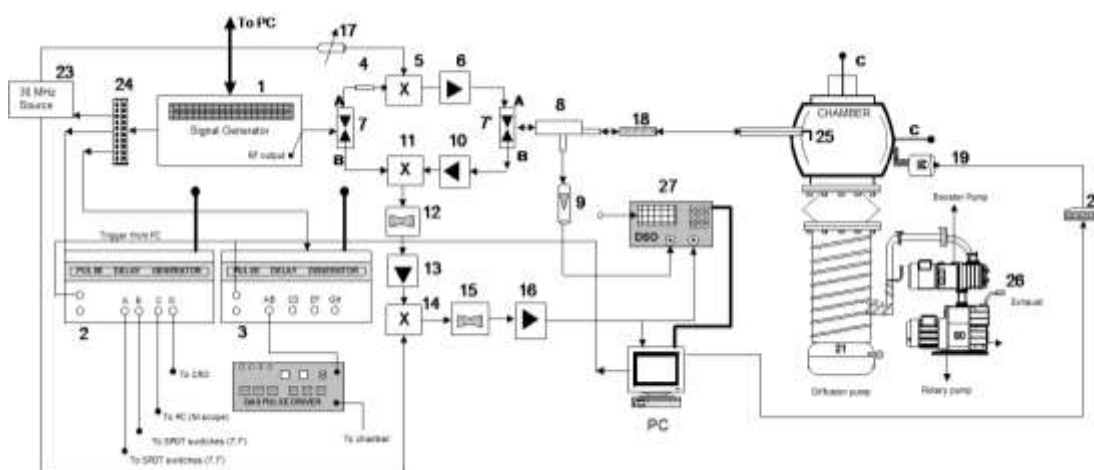 To PC
17
23
24
1
4
5
6
30 MHz
Source
Signal Generator
RF output
A
7
B
X
A
7'
B
8
18
C
CHAMBER
25
C
19
11
10
X
12
9
27
DSO
Booster Pump
2
26
Exhaust
Trigger from PC
PULSE DELAY GENERATOR
PULSE DELAY GENERATOR
A B C D
AB CD EF GH
2
3
13
14
X
15
16
21
Diffusion pump
Rotary pump
PC
To DSO
To PC (M scope)
To SPDT switches (7,7')
To SPDT switches (7,7')
GAS PULSE DRIVER
To chamber